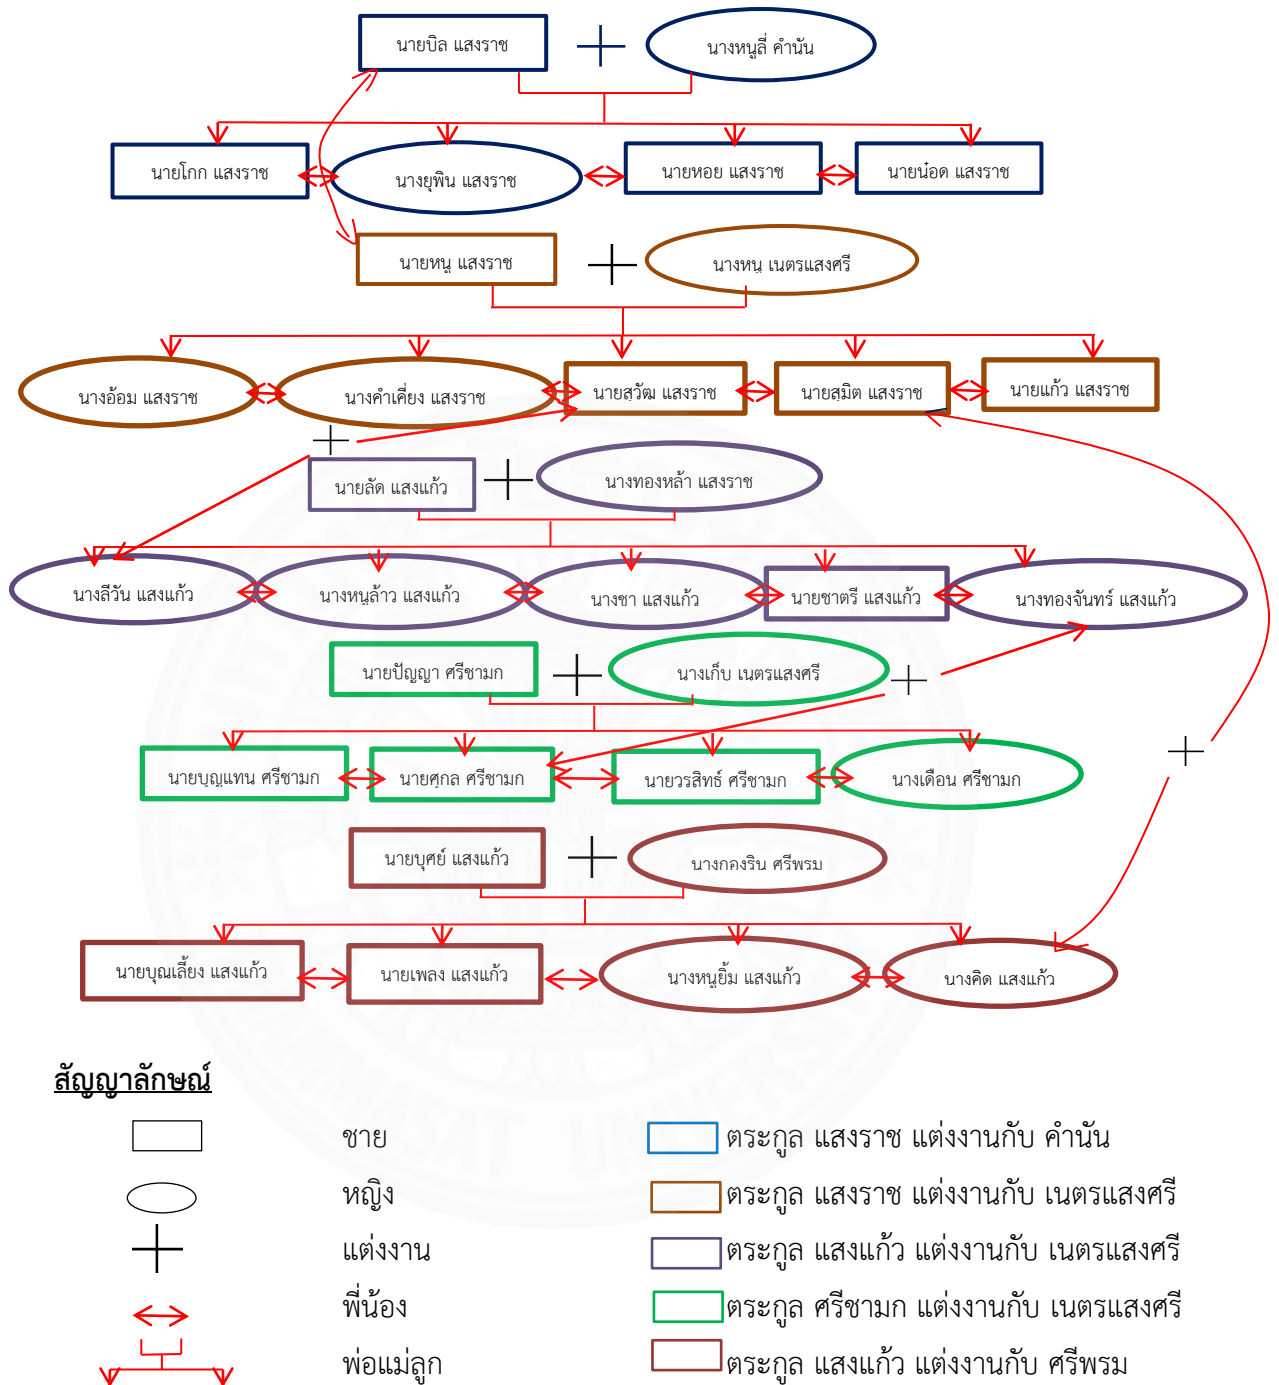 นายบิล แสงราช
นางหนูลี่ คำนัน
นายโกก แสงราช
นางยุพิน แสงราช
นายหอย แสงราช
นายน๋อด แสงราช
นายหนู แสงราช
นางหนู เนตรแสงศรี
นางอ้อม แสงราช
นางคำเคี่ยง แสงราช
นายสุวัฒ แสงราช
นายสุมิต แสงราช
นายแก้ว แสงราช
นายลัด แสงแก้ว
นางทองหล้า แสงราช
นางลีวัน แสงแก้ว
นางหนูล้าว แสงแก้ว
นางซา แสงแก้ว
นายชาตรี แสงแก้ว
นางทองจันทร์ แสงแก้ว
นายปัญญา ศรีชามก
นางเก็บ เนตรแสงศรี
นายบุญแทน ศรีชามก
นายศุกล ศรีชามก
นายวรสิทธ์ ศรีชามก
นางเดือน ศรีชามก
นายบุศย์ แสงแก้ว
นางกองริน ศรีพรม
นายบุณเลี้ยง แสงแก้ว
นายเพลง แสงแก้ว
นางหนูยิ้ม แสงแก้ว
นางคิด แสงแก้ว
THAMMASAT UNIVERSITY
สัญญาลักษณ์
ชาย
ตระกูล แสงราช แต่งงานกับ คำนัน
หญิง
ตระกูล แสงราช แต่งงานกับ เนตรแสงศรี
แต่งงาน
ตระกูล แสงแก้ว แต่งงานกับ เนตรแสงศรี
พี่น้อง
ตระกูล ศรีชามก แต่งงานกับ เนตรแสงศรี
พ่อแม่ลูก
ตระกูล แสงแก้ว แต่งงานกับ ศรีพรม